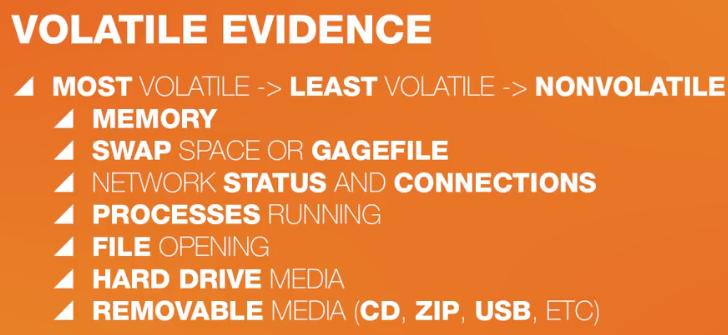 VOLATILE EVIDENCE
MOST VOLATILE -> LEAST VOLATILE -> NONVOLATILE
MEMORY
SWAP SPACE OR GAGEFILE
NETWORK STATUS AND CONNECTIONS
PROCESSES RUNNING
FILE OPENING
HARD DRIVE MEDIA
REMOVABLE MEDIA (CD, ZIP, USB, ETC)